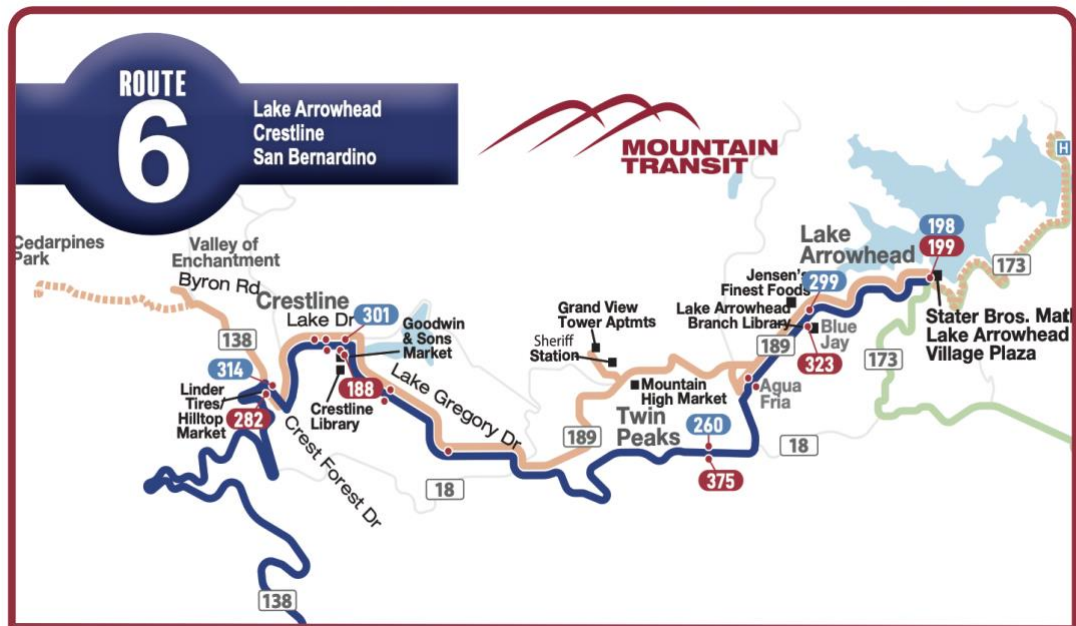 ROUTE
6
Lake Arrowhead
Crestline
San Bernardino
MOUNTAIN
TRANSIT
H
Cedarpines
Park
Valley of
Enchantment
Byron Rd
138
Crestline
Lake Dr
301
Goodwin
& Sons
Market
314
Linder
Tires/
Hilltop
Market
282
188
Crestline
Library
Lake Gregory Dr
Crest Forest Dr
18
138
Grand View
Tower Aptmts
Sheriff
Station
Mountain
High Market
Twin
Peaks
189
260
375
18
Lake
Arrowhead
Jensen's
Finest Foods
299
Lake Arrowhead
Branch Library
189
Blue
Jay
323
Agua
Fria
198
199
173
173
Stater Bros.
Lake Arrowhead
Village Plaza